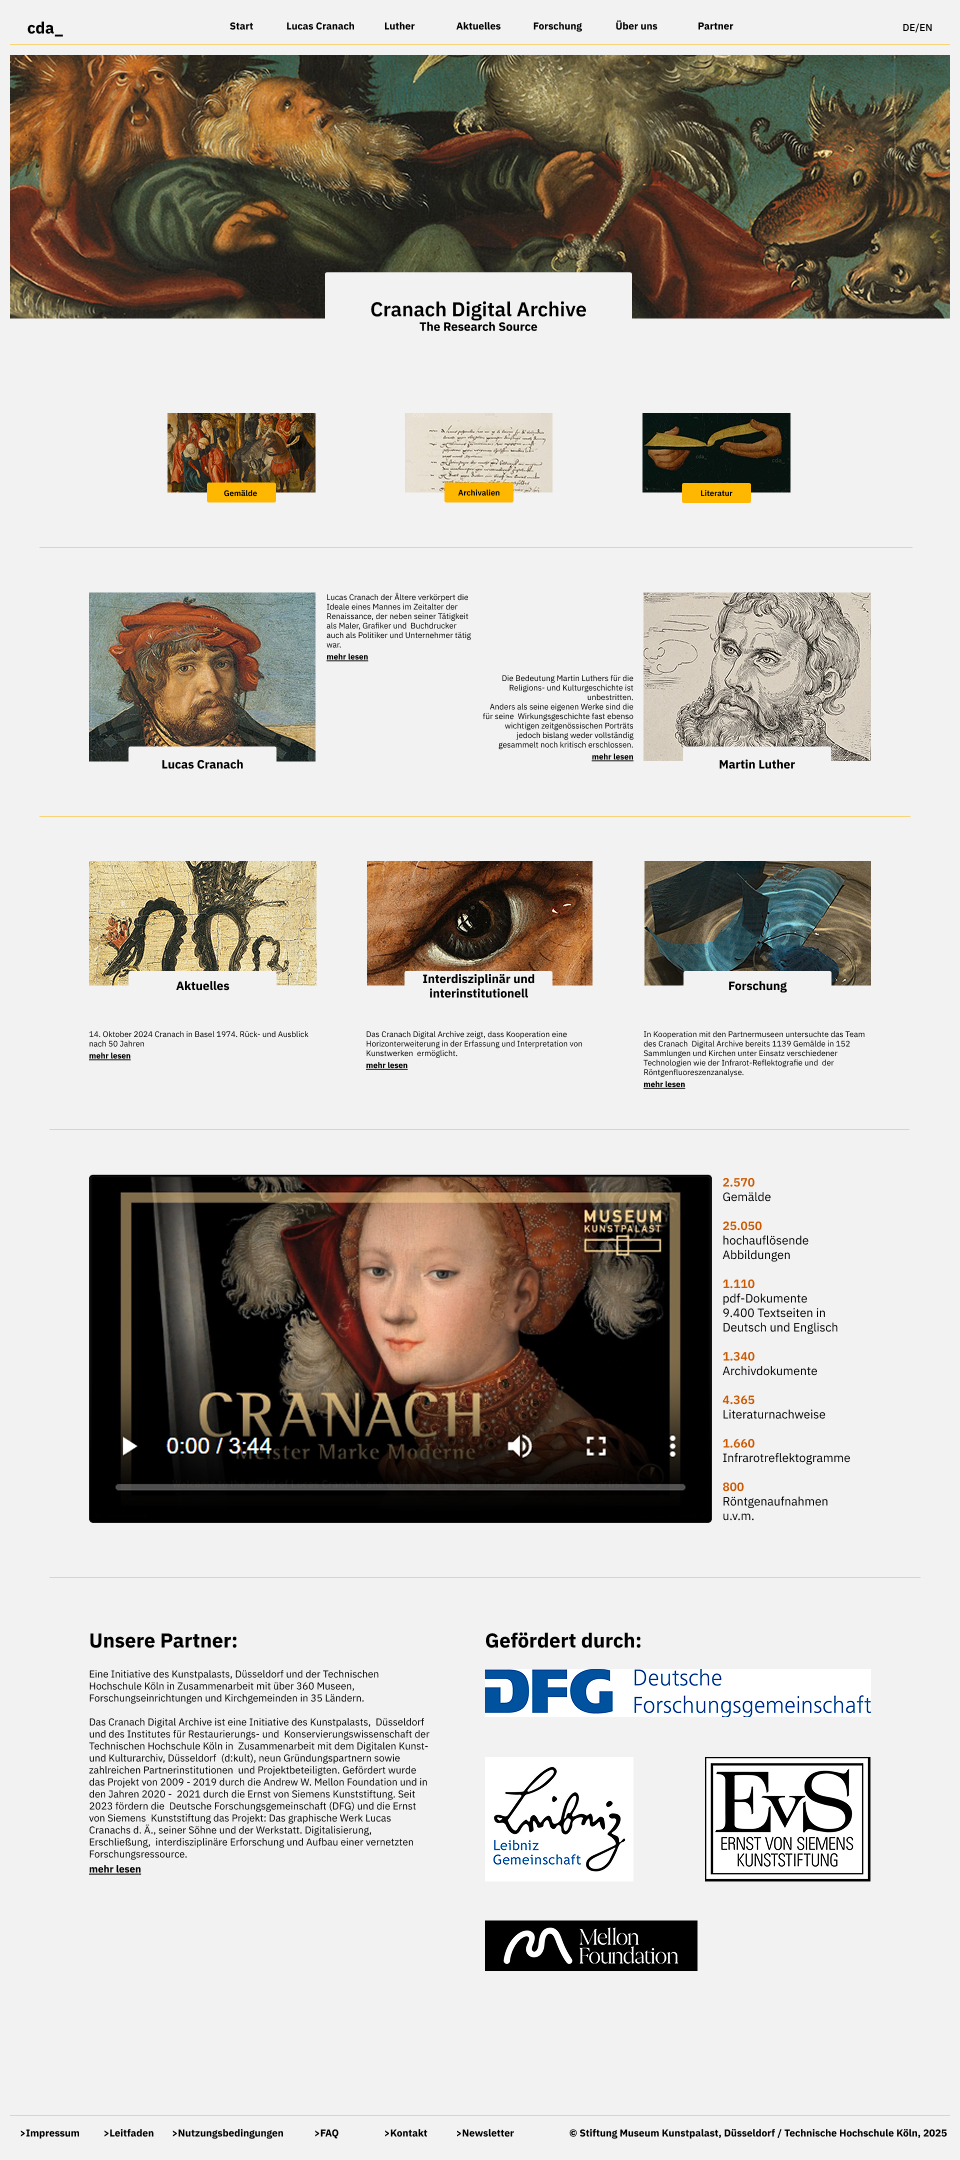 cda_
Start
Lucas Cranach
Luther
Aktuelles
Forschung
Über uns
Partner
DE/EN
Cranach Digital Archive
The Research Source
Gemälde
Archivalien
Literatur
Lucas Cranach der Ältere verkörpert die
Ideale eines Mannes im Zeitalter der
Renaissance, der neben seiner Tätigkeit
als Maler, Grafiker und Buchdrucker
auch als Politiker und Unternehmer tätig
war.
mehr lesen
Die Bedeutung Martin Luthers für die
Religions- und Kulturgeschichte ist
unbestritten.
Anders als seine eigenen Werke sind die
für seine Wirkungsgeschichte fast ebenso
wichtigen zeitgenössischen Porträts
jedoch bislang weder vollständig
gesammelt noch kritisch erschlossen.
mehr lesen
Lucas Cranach
Martin Luther
Aktuelles
Interdisziplinär und
interinstitutionell
Forschung
14. Oktober 2024 Cranach in Basel 1974. Rück- und Ausblick
nach 50 Jahren
mehr lesen
Das Cranach Digital Archive zeigt, dass Kooperation eine
Horizonterweiterung in der Erfassung und Interpretation von
Kunstwerken ermöglicht.
mehr lesen
In Kooperation mit den Partnermuseen untersuchte das Team
des Cranach Digital Archive bereits 1139 Gemälde in 152
Sammlungen und Kirchen unter Einsatz verschiedener
Technologien wie der Infrarot-Reflektografie und der
Röntgenfluoreszenzanalyse.
mehr lesen
MUSEUM
KUNSTPALAST
CRANACH
Meister Marke Moderne
0:00 / 3:44
2.570
Gemälde
25.050
hochauflösende
Abbildungen
1.110
pdf-Dokumente
9.400 Textseiten in
Deutsch und Englisch
1.340
Archivdokumente
4.365
Literaturnachweise
1.660
Infrarotreflektogramme
800
Röntgenaufnahmen
u.v.m.
Unsere Partner:
Eine Initiative des Kunstpalasts, Düsseldorf und der Technischen
Hochschule Köln in Zusammenarbeit mit über 360 Museen,
Forschungseinrichtungen und Kirchgemeinden in 35 Ländern.
Das Cranach Digital Archive ist eine Initiative des Kunstpalasts, Düsseldorf
und des Institutes für Restaurierungs- und Konservierungswissenschaft der
Technischen Hochschule Köln in Zusammenarbeit mit dem Digitalen Kunst-
und Kulturarchiv, Düsseldorf (d:kult), neun Gründungspartnern sowie
zahlreichen Partnerinstitutionen und Projektbeteiligten. Gefördert wurde
das Projekt von 2009 - 2019 durch die Andrew W. Mellon Foundation und in
den Jahren 2020 - 2021 durch die Ernst von Siemens Kunststiftung. Seit
2023 fördern die Deutsche Forschungsgemeinschaft (DFG) und die Ernst
von Siemens Kunststiftung das Projekt: Das graphische Werk Lucas
Cranachs d. Ä., seiner Söhne und der Werkstatt. Digitalisierung,
Erschließung, interdisziplinäre Erforschung und Aufbau einer vernetzten
Forschungsressource.
mehr lesen
Gefördert durch:
DFG
Deutsche
Forschungsgemeinschaft
Leibniz
Leibniz
Gemeinschaft
EvS
ERNST VON SIEMENS
KUNSTSTIFTUNG
Mellon
Foundation
>Impressum
>Leitfaden
>Nutzungsbedingungen
>FAQ
>Kontakt
>Newsletter
© Stiftung Museum Kunstpalast, Düsseldorf / Technische Hochschule Köln, 2025